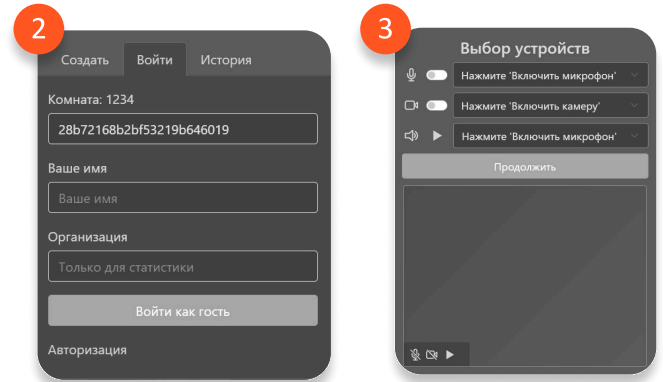 2
Создать Войти История
Комната: 1234
28b72168b2bf53219b646019
Ваше имя
Ваше имя
Организация
Только для статистики
Войти как гость
Авторизация
3
Выбор устройств
Нажмите 'Включить микрофон'
Нажмите 'Включить камеру'
Нажмите 'Включить микрофон'
Продолжить